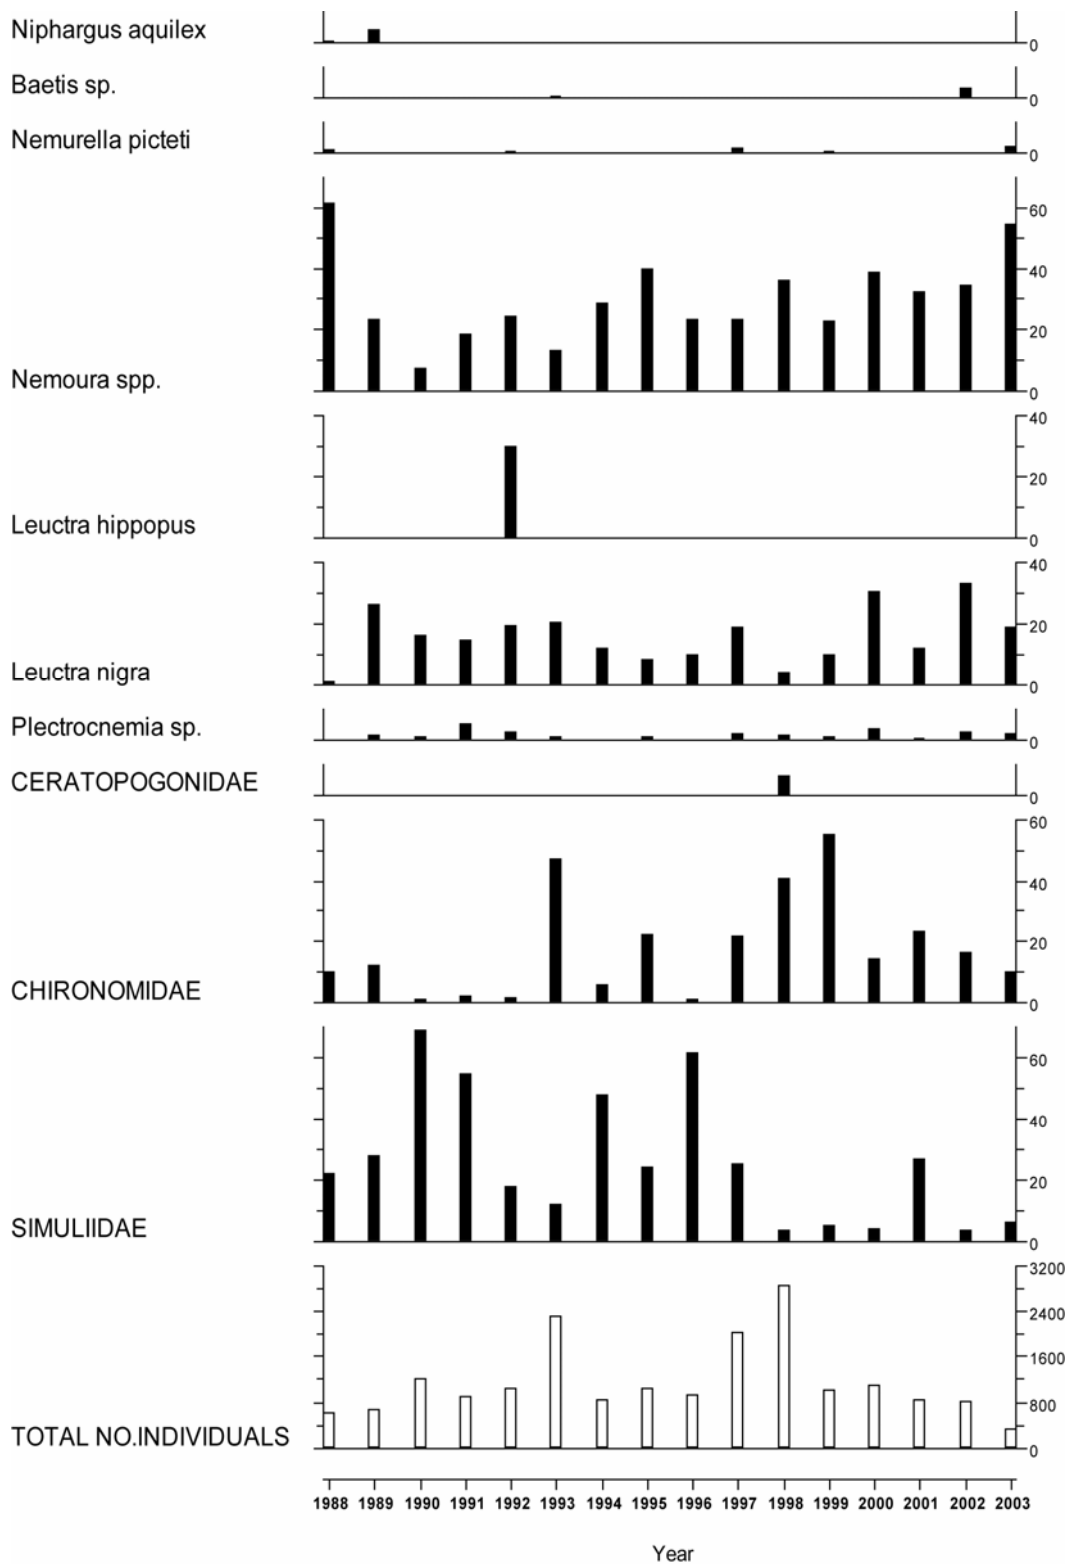 Niphargus aquilex
0
Baetis sp.
0
Nemurella picteti
0
60
40
20
Nemoura spp.
0
40
20
Leuctra hippopus
0
40
20
Leuctra nigra
0
Plectrocnemia sp.
0
CERATOPOGONIDAE
0
60
40
20
CHIRONOMIDAE
0
60
40
20
SIMULIIDAE
0
3200
2400
1600
800
TOTAL NO.INDIVIDUALS
0
1988 1989 1990 1991 1992 1993 1994 1995 1996 1997 1998 1999 2000 2001 2002 2003
Year